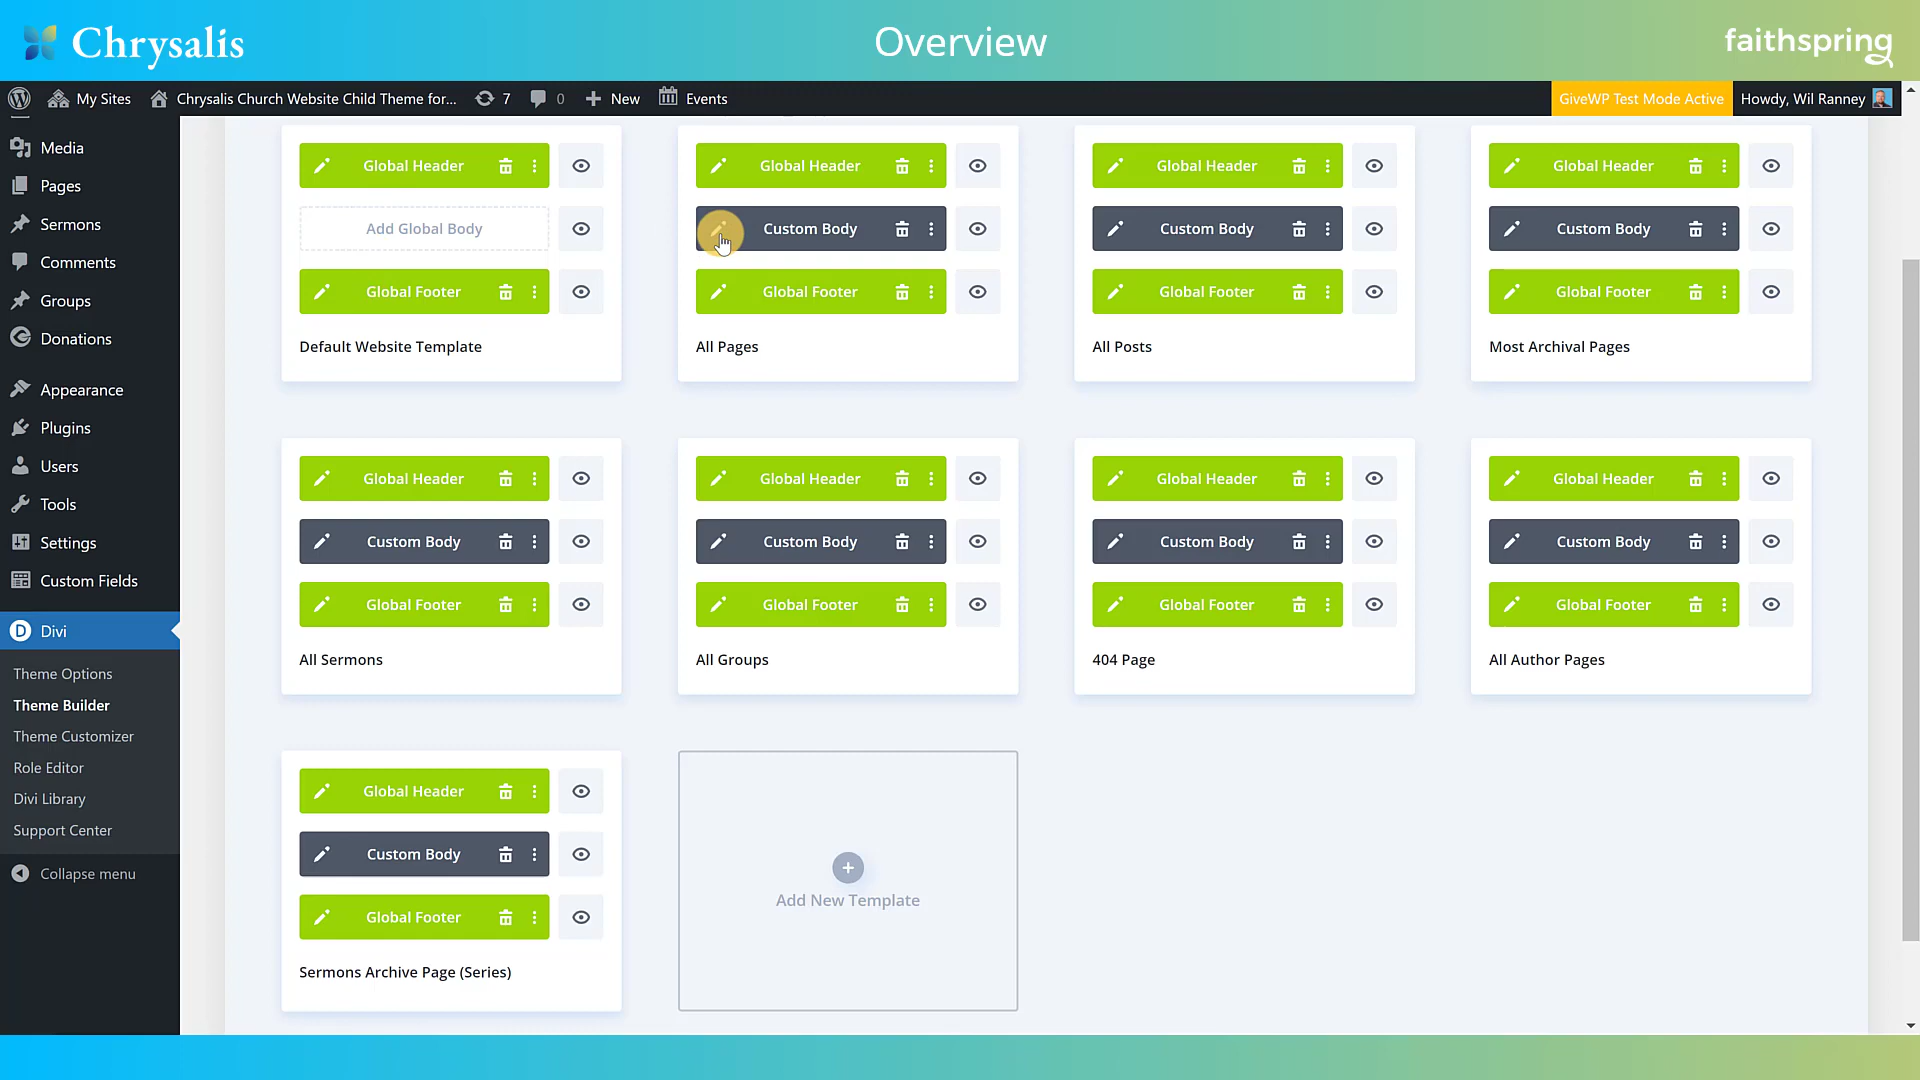 Chrysalis
Overview
faithspring
My Sites
Chrysalis Church Website Child Theme for...
7
0
New
Events
GiveWP Test Mode Active
Howdy, Wil Ranney
Media
Pages
Sermons
Comments
Groups
Donations
Appearance
Plugins
Users
Tools
Settings
Custom Fields
D Divi
Theme Options
Theme Builder
Theme Customizer
Role Editor
Divi Library
Support Center
Collapse menu
Global Header
Add Global Body
Global Footer
Default Website Template
Global Header
Custom Body
Global Footer
All Pages
Global Header
Custom Body
Global Footer
All Posts
Global Header
Custom Body
Global Footer
Most Archival Pages
Global Header
Custom Body
Global Footer
All Sermons
Global Header
Custom Body
Global Footer
All Groups
Global Header
Custom Body
Global Footer
404 Page
Global Header
Custom Body
Global Footer
All Author Pages
Global Header
Custom Body
Global Footer
Sermons Archive Page (Series)
Add New Template